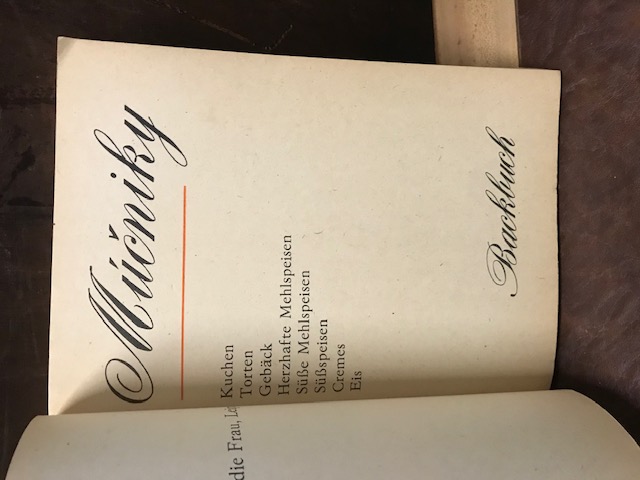 Múčniky
Kuchen
Torten
Gebäck
Herzhafte Mehlspeisen
Süße Mehlspeisen
Süßspeisen
Cremes
Eis
Backbuch
die Frau,